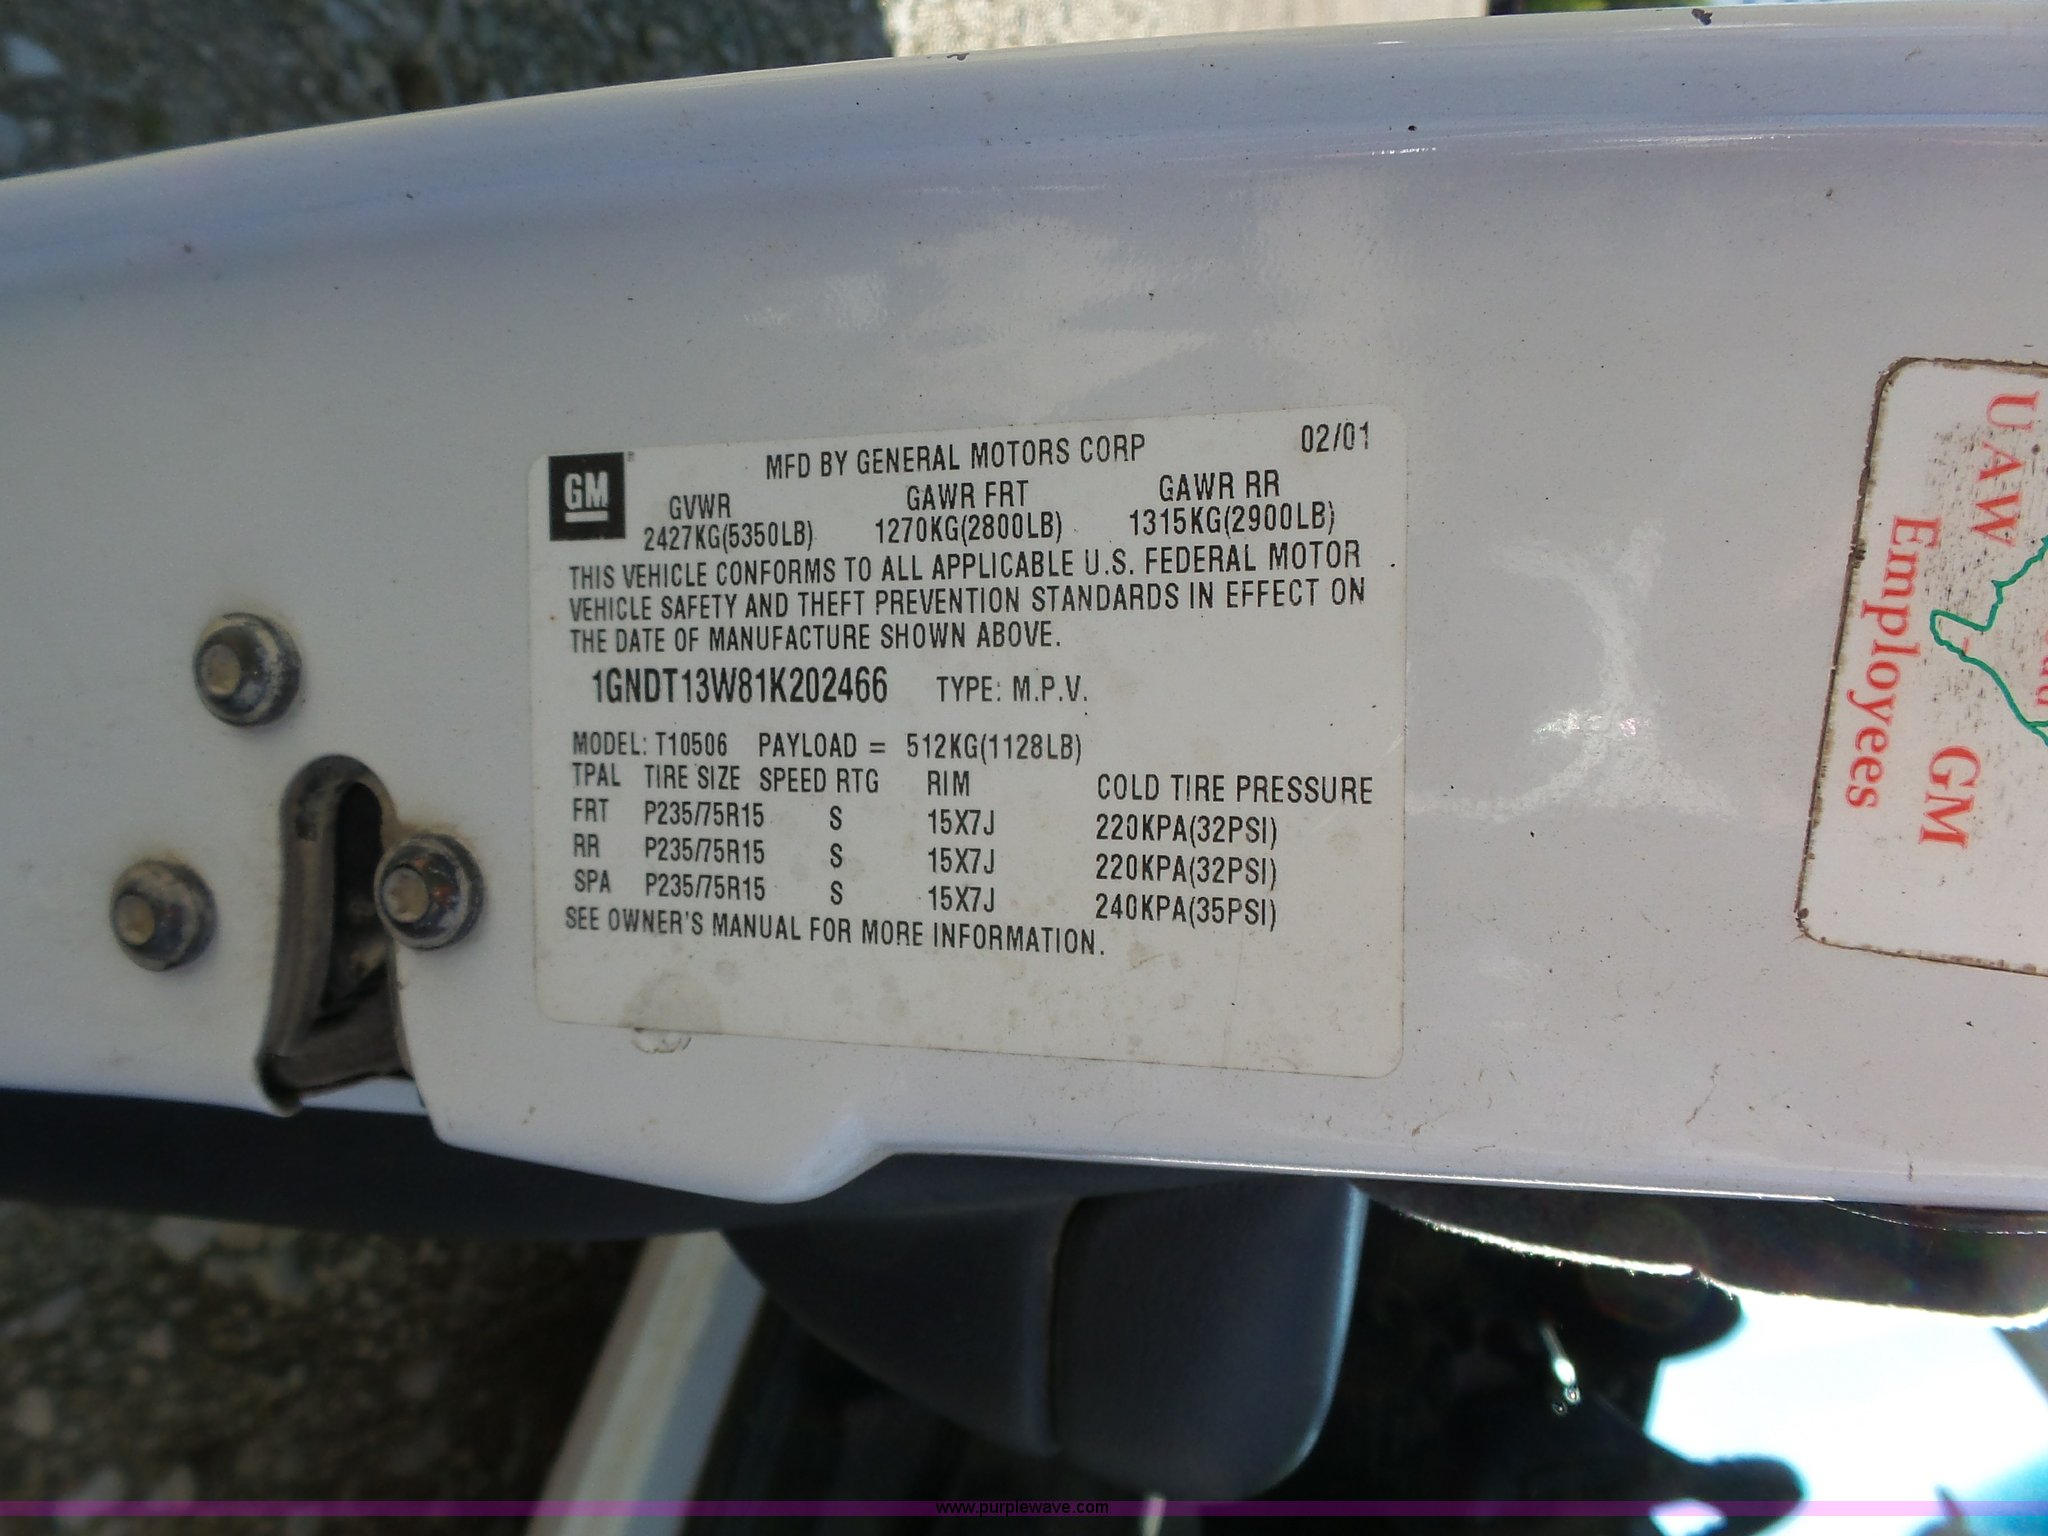 GM
MFD BY GENERAL MOTORS CORP 02/01
GVWR GAWR FRT GAWR RR
2427KG(5350LB) 1270KG(2800LB) 1315KG(2900LB)
THIS VEHICLE CONFORMS TO ALL APPLICABLE U.S. FEDERAL MOTOR
VEHICLE SAFETY AND THEFT PREVENTION STANDARDS IN EFFECT ON
THE DATE OF MANUFACTURE SHOWN ABOVE.
1GNDT13W81K202466 TYPE: M.P.V.
MODEL: T10506 PAYLOAD = 512KG(1128LB)
TPAL TIRE SIZE SPEED RTG RIM COLD TIRE PRESSURE
FRT P235/75R15 S 15X7J 220KPA(32PSI)
RR P235/75R15 S 15X7J 220KPA(32PSI)
SPA P235/75R15 S 15X7J 240KPA(35PSI)
SEE OWNER'S MANUAL FOR MORE INFORMATION.
UAW
GM
Employees
www.purplewave.com